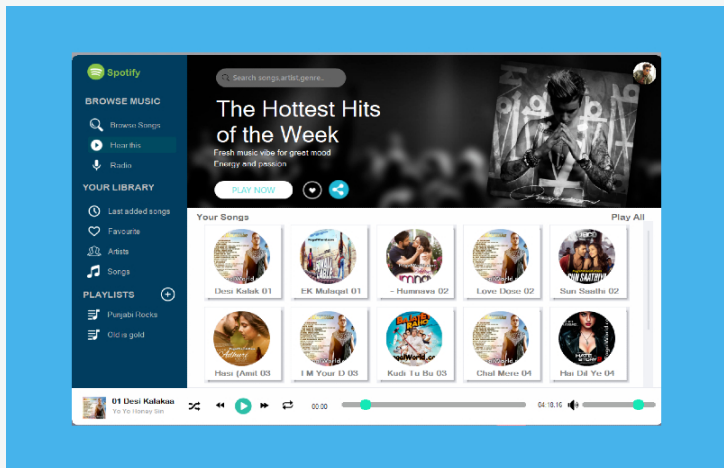 Spotify
Search songs,artist,genre..
BROWSE MUSIC
Browse Songs
Hear this
Radio
YOUR LIBRARY
Last added songs
Favourite
Artists
Songs
PLAYLISTS
Punjabi Rocks
Old is gold
The Hottest Hits
of the Week
Fresh music vibe for great mood
Energy and passion
PLAY NOW
Your Songs
Play All
Desi Kalak 01
EK Mulaqat 01
- Humnava 02
Love Dose 02
Sun Saathi 02
Hasi (Amit 03
I M Your D 03
Kudi Tu Bu 03
Chal Mere 04
Hai Dil Ye 04
01 Desi Kalakaa
Yo Yo Honey Sin
00:00
04:18.16